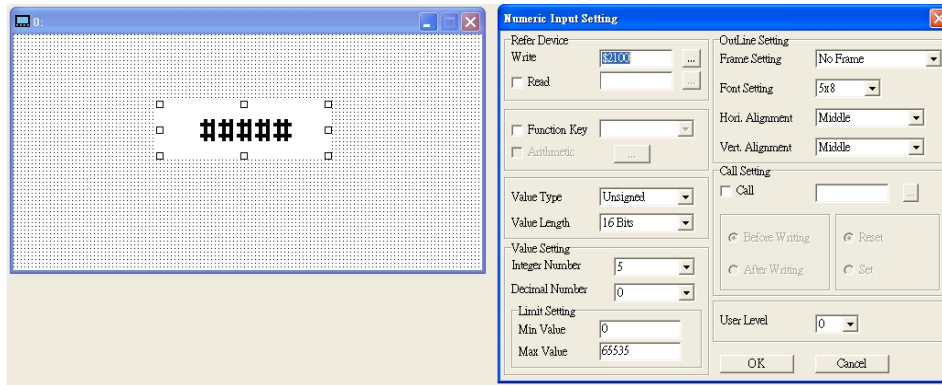 0:
#####
Numeric Input Setting
Refer Device
Write
$2100
...
Read
...
Function Key
Arithmetic
...
Value Type
Unsigned
Value Length
16 Bits
Value Setting
Integer Number
5
Decimal Number
0
Limit Setting
Min Value
0
Max Value
65535
OutLine Setting
Frame Setting
No Frame
Font Setting
5x8
Hori. Alignment
Middle
Vert. Alignment
Middle
Call Setting
Call
...
Before Writing
Reset
After Writing
Set
User Level
0
OK
Cancel